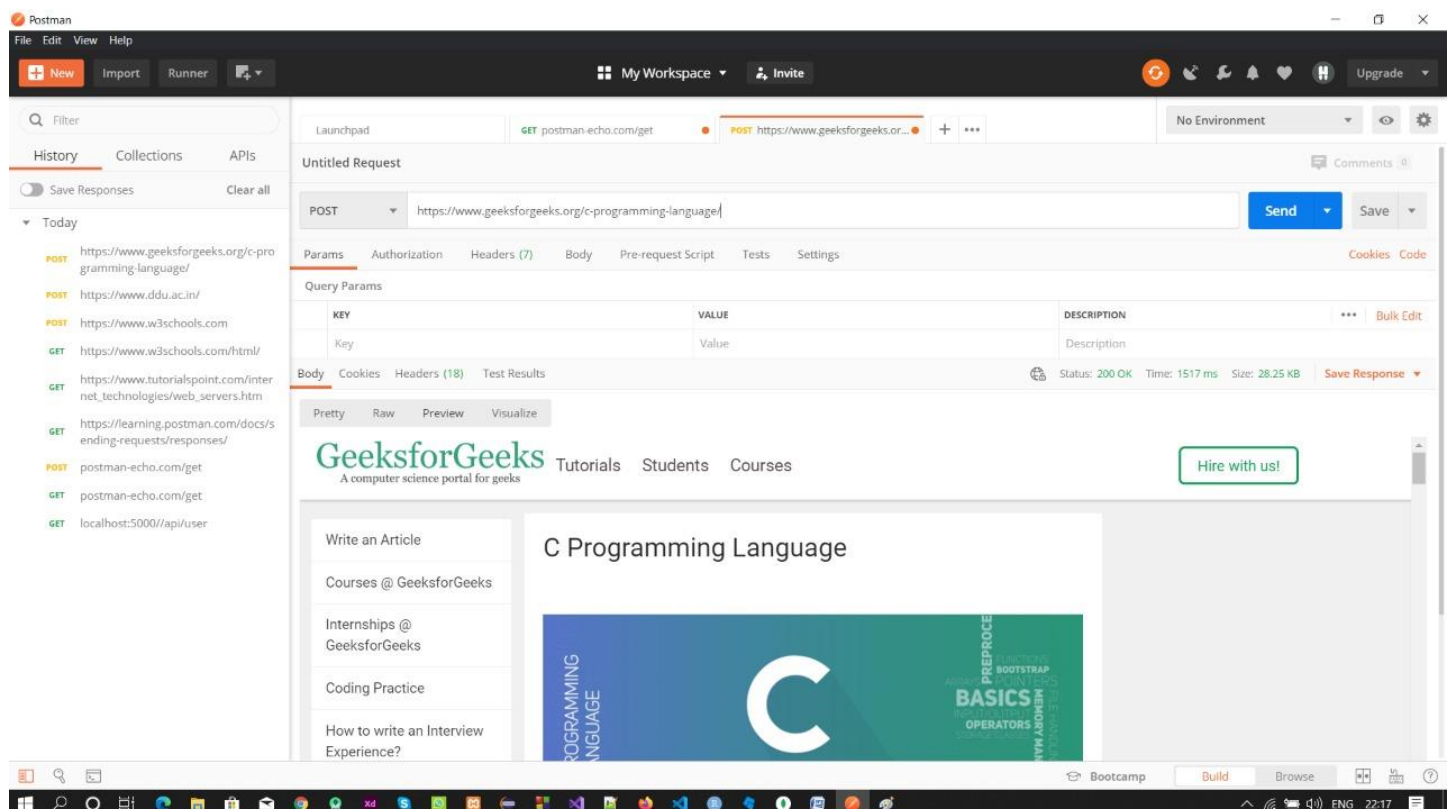 Postman
File Edit View Help
New Import Runner My Workspace Invite Upgrade
Filter
History Collections APIs
Save Responses Clear all
Today
POST https://www.geeksforgeeks.org/c-pro
gramming-language/
POST https://www.ddu.ac.in/
POST https://www.w3schools.com
GET https://www.w3schools.com/html/
GET https://www.tutorialspoint.com/inter
net_technologies/web_servers.htm
GET https://learning.postman.com/docs/s
ending-requests/responses/
POST postman-echo.com/get
GET postman-echo.com/get
GET localhost:5000//api/user
Launchpad GET postman-echo.com/get POST https://www.geeksforgeeks.or... No Environment
Untitled Request Comments 0
POST https://www.geeksforgeeks.org/c-programming-language/ Send Save
Params Authorization Headers (7) Body Pre-request Script Tests Settings Cookies Code
Query Params
KEY VALUE DESCRIPTION Bulk Edit
Key Value Description
Body Cookies Headers (18) Test Results Status: 200 OK Time: 1517 ms Size: 28.25 KB Save Response
Pretty Raw Preview Visualize
GeeksforGeeks Tutorials Students Courses Hire with us!
A computer science portal for geeks
Write an Article
Courses @ GeeksforGeeks
Internships @
GeeksforGeeks
Coding Practice
How to write an Interview
Experience?
C Programming Language
C
FUNCTIONS
BOOTSTRAP
POINTERS
BASICS
INPUT/OUTPUT
OPERATORS
STORAGE CLASSES
Bootcamp Build Browse
ENG 22:17